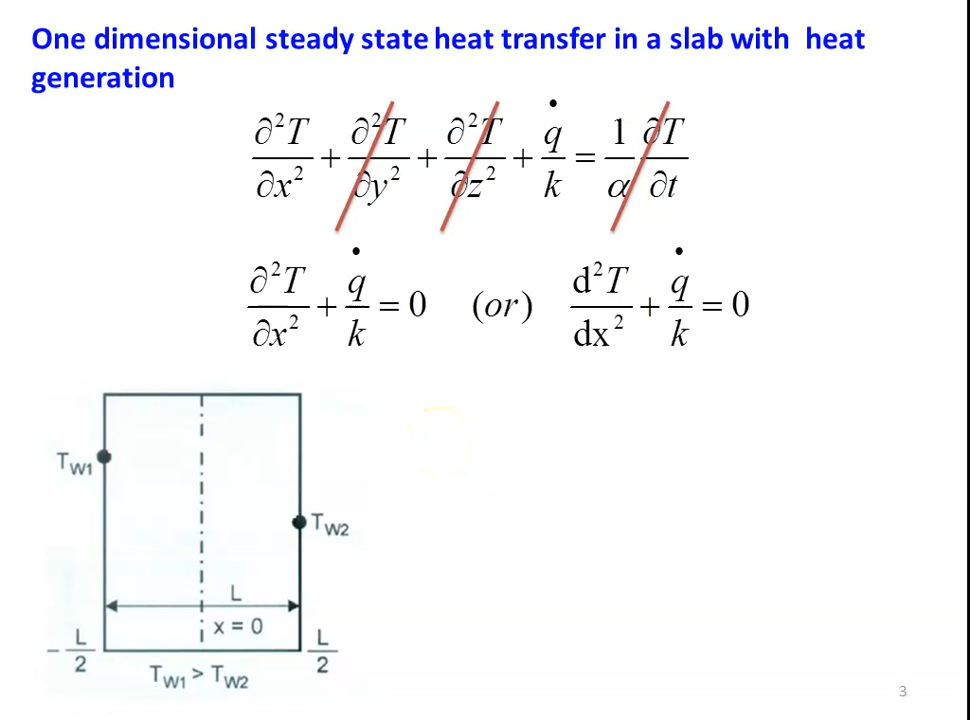 One dimensional steady state heat transfer in a slab with heat
generation
∂²T/∂x² + ∂²T/∂y² + ∂²T/∂z² + q̇/k = 1/α ∂T/∂t
∂²T/∂x² + q̇/k = 0 (or) d²T/dx² + q̇/k = 0
T_W1
T_W2
L
x = 0
-L/2
L/2
T_W1 > T_W2
3